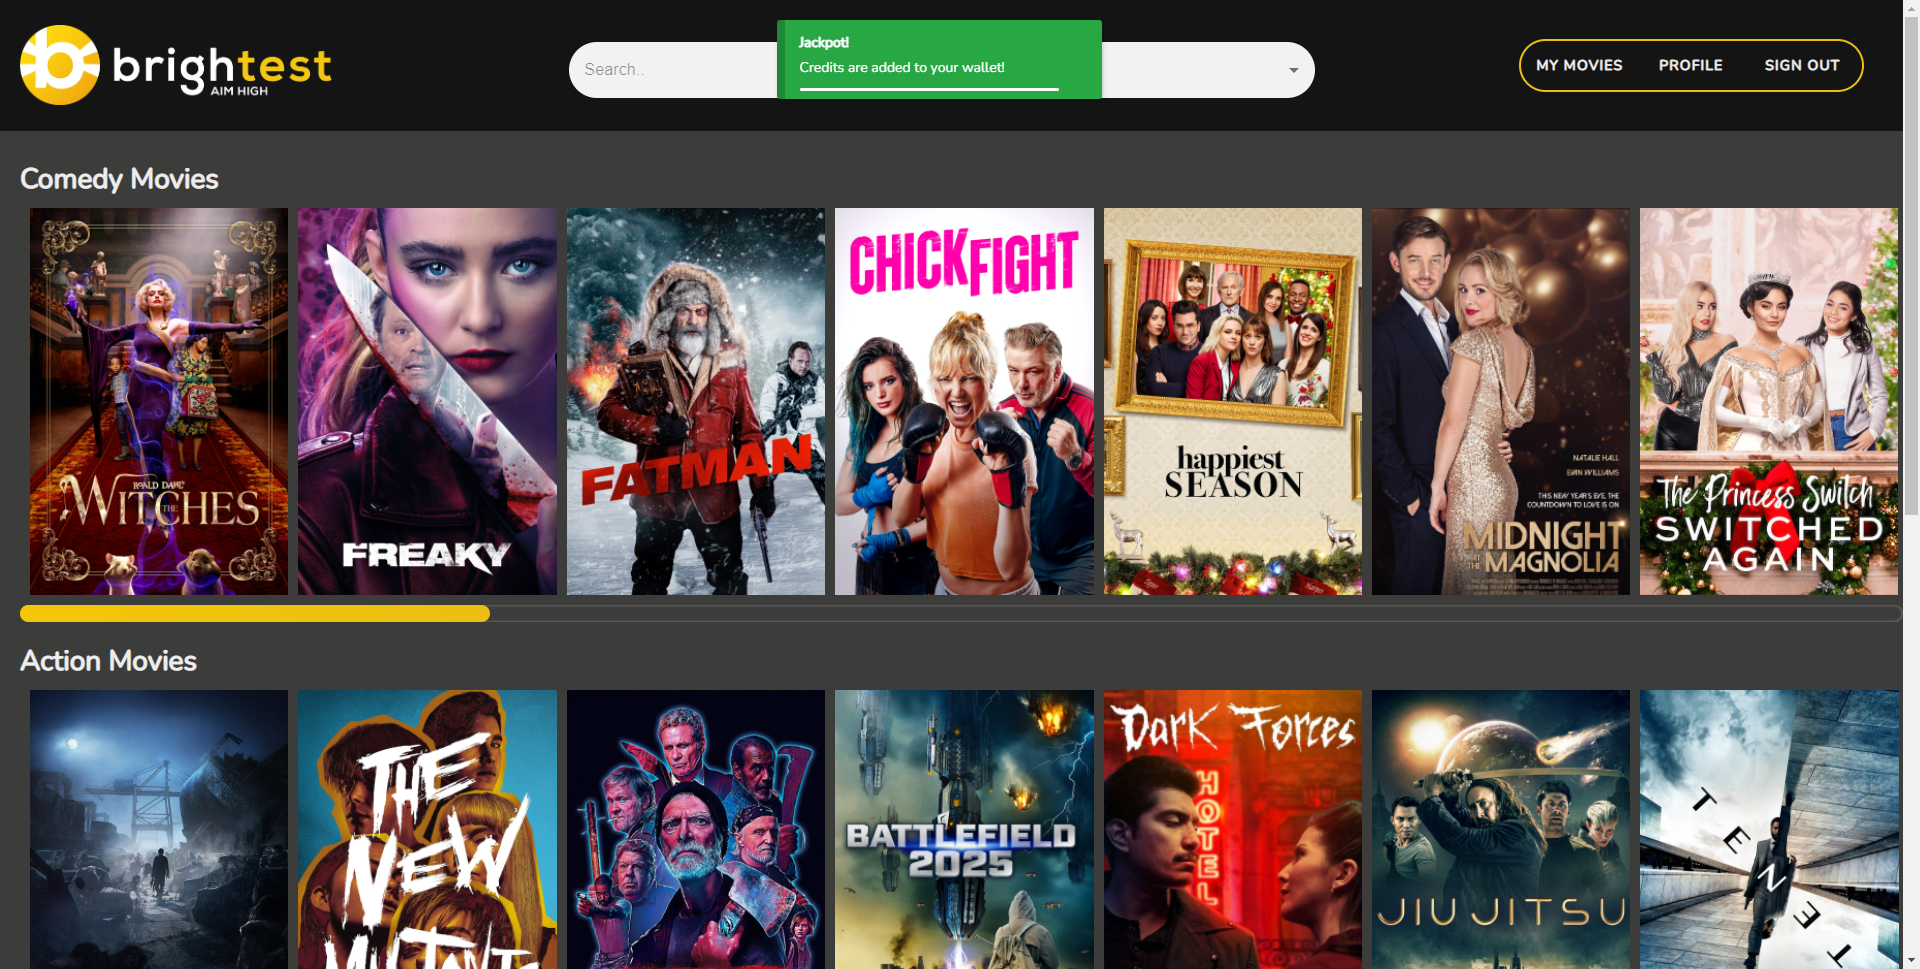 brightest
AIM HIGH
Search..
Jackpot!
Credits are added to your wallet!
MY MOVIES
PROFILE
SIGN OUT
Comedy Movies
ROALD DAHL'
WITCHES
THE
FREAKY
FATMAN
CHICK FIGHT
happiest
SEASON
NATALIE HALL
EVAN WILLIAMS
THIS NEW YEAR'S EVE, THE
COUNTDOWN TO LOVE IS ON
MIDNIGHT
AT THE MAGNOLIA
The Princess Switch
SWITCHED
AGAIN
Action Movies
THE
NEW
MUTANT
BATTLEFIELD
2025
Dark Forces
HOTEL
JIU JITSU
TENET